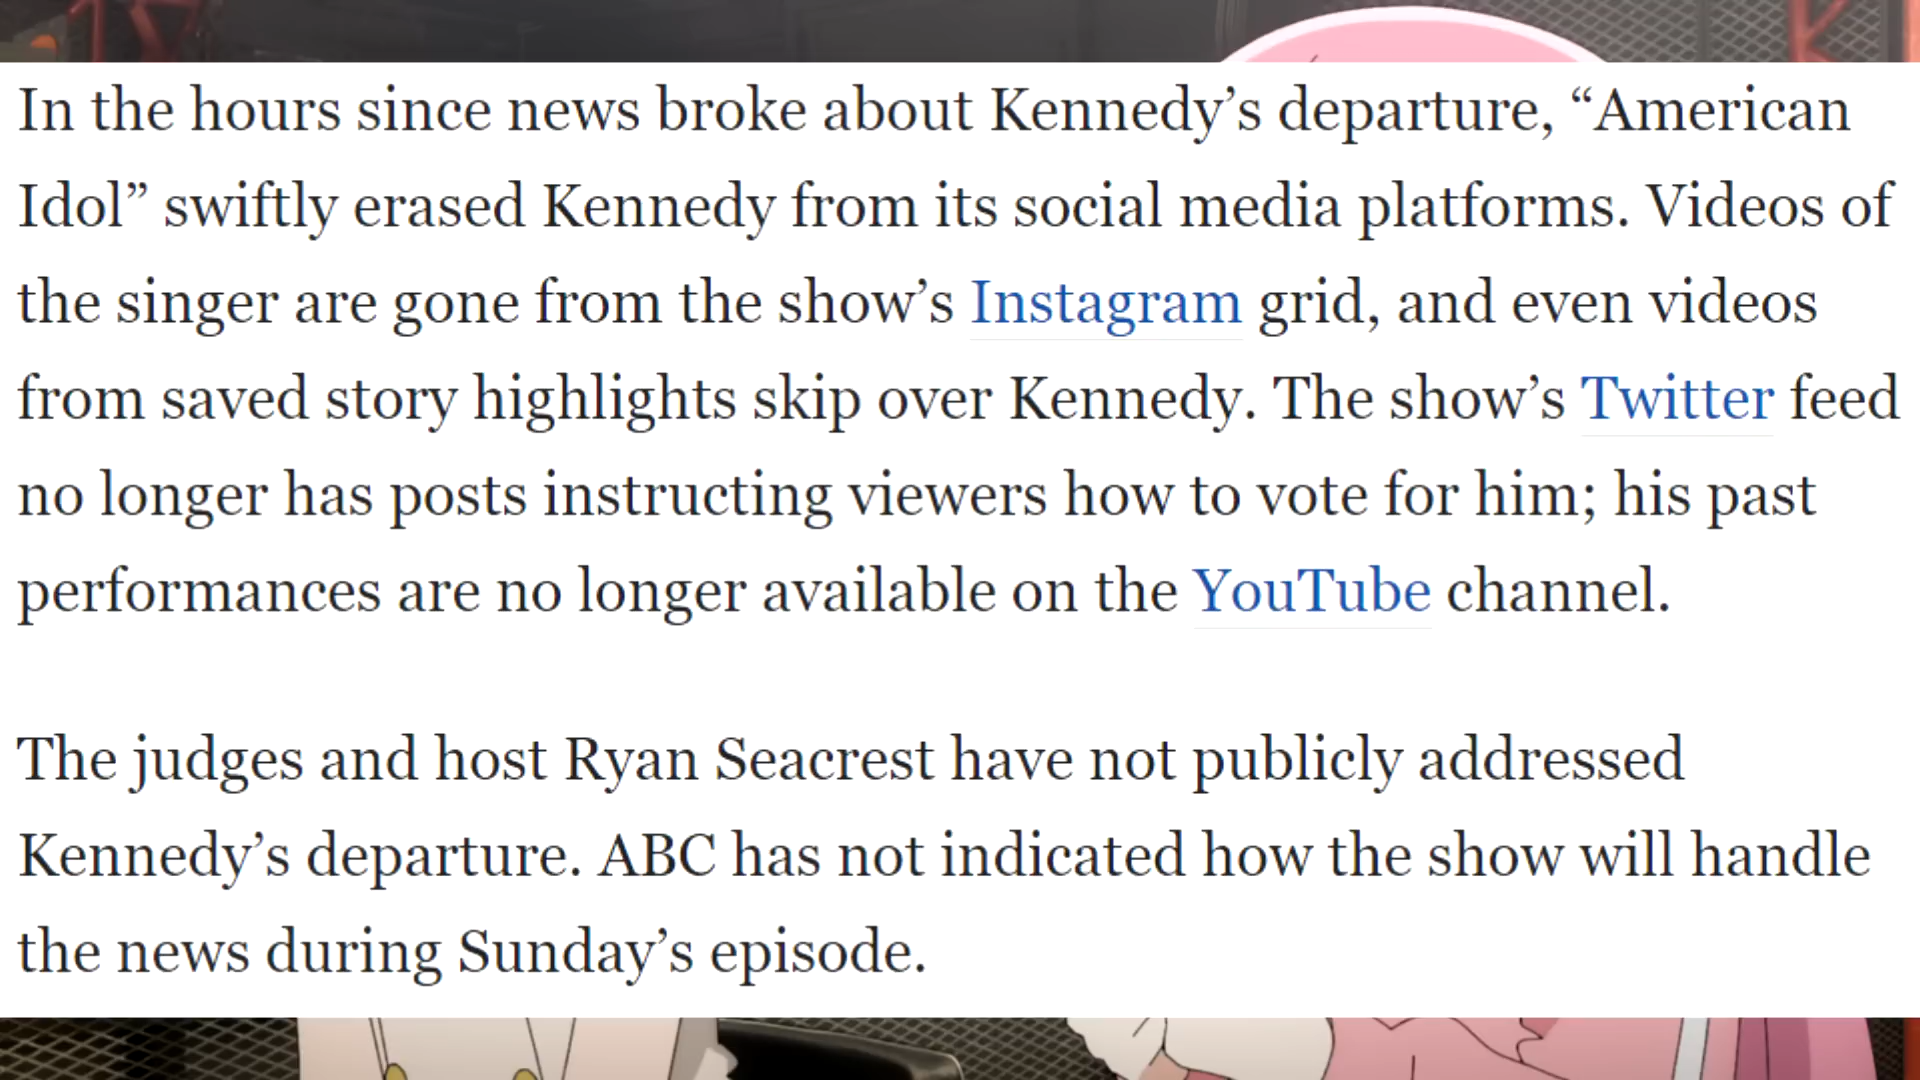 In the hours since news broke about Kennedy’s departure, “American
Idol” swiftly erased Kennedy from its social media platforms. Videos of
the singer are gone from the show’s Instagram grid, and even videos
from saved story highlights skip over Kennedy. The show’s Twitter feed
no longer has posts instructing viewers how to vote for him; his past
performances are no longer available on the YouTube channel.
The judges and host Ryan Seacrest have not publicly addressed
Kennedy’s departure. ABC has not indicated how the show will handle
the news during Sunday’s episode.